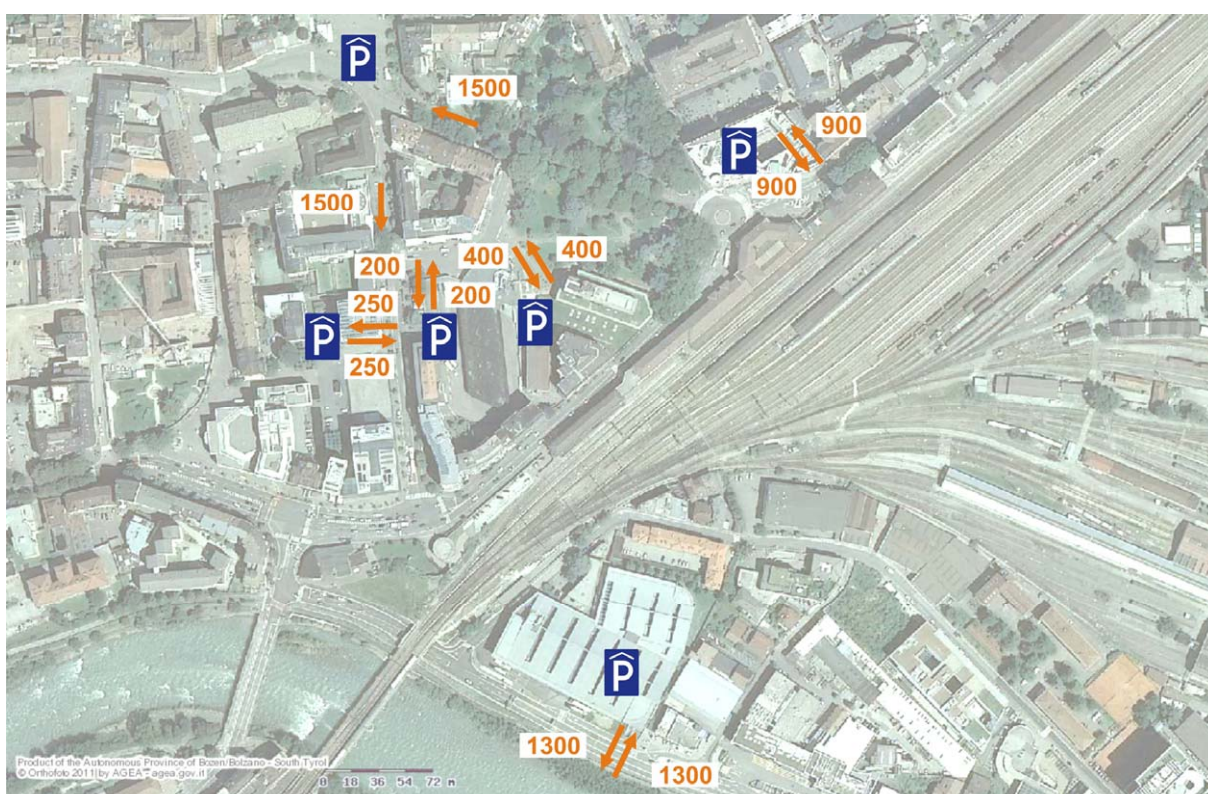 P
1500
900
P
900
1500
400
400
200
200
250
P
P
P
250
P
1300
1300
Product of the Autonomous Province of Bozen/Bolzano - South Tyrol
© Orthofoto 2011|by AGEA - agea.gov.it
0 18 36 54 72 m